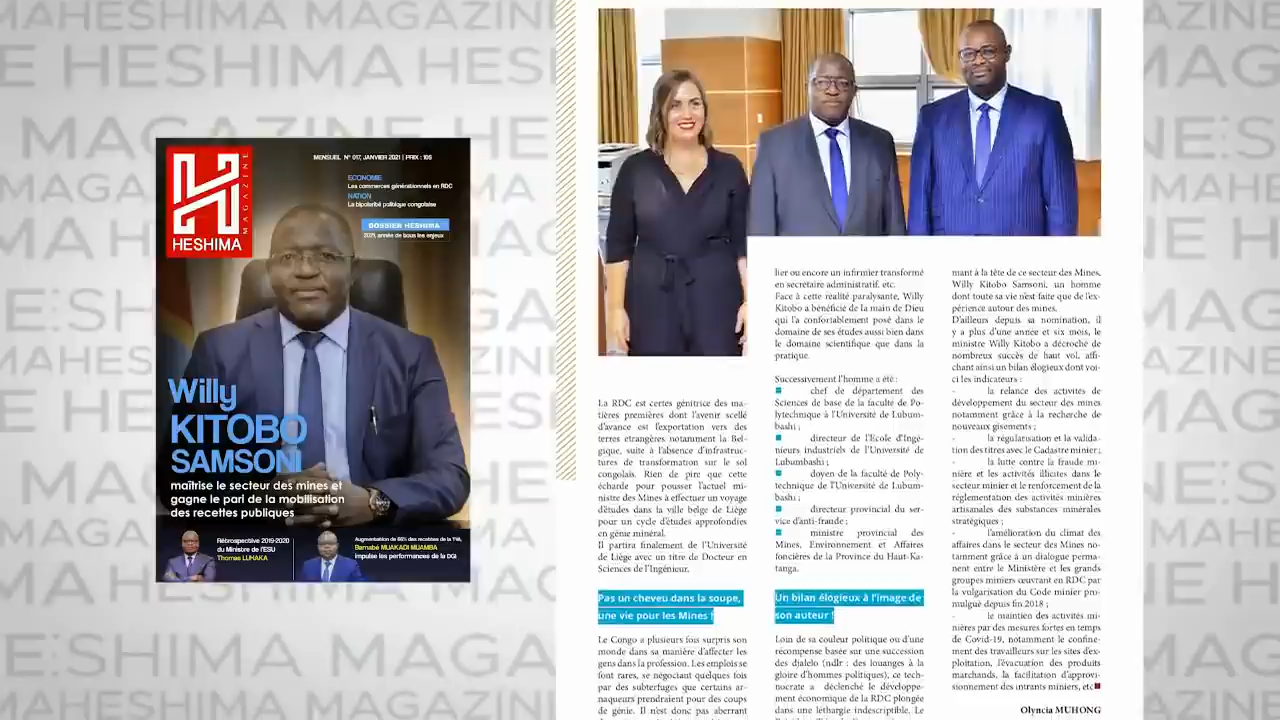 HESHIMA MAGAZINE
H
MAGAZINE
HESHIMA
MENSUEL N° 017, JANVIER 2021 | PRIX : 10$
ECONOMIE
Les commerces générationnels en RDC
NATION
La bipolarité politique congolaise
DOSSIER HESHIMA
2021, année de tous les enjeux
Willy
KITOBO
SAMSONI
maîtrise le secteur des mines et
gagne le pari de la mobilisation
des recettes publiques
Rétrospective 2019-2020
du Ministre de l'ESU
Thomas LUHAKA
Augmentation de 56% des recettes de la TVA,
Barnabé MUAKADI MUAMBA
impulse les performances de la DGI
La RDC est certes génitrice des ma-
tières premières dont l'avenir scellé
d'avance est l'exportation vers des
terres etrangères notamment la Bel-
gique, suite à l'absence d'infrastruc-
tures de transformation sur le sol
congolais. Rien de pire que cette
écharde pour pousser l'actuel mi-
nistre des Mines à effectuer un voyage
d'études dans la ville belge de Liège
pour un cycle d'études approfondies
en génie minéral.
Il partira finalement de l'Université
de Liège avec un titre de Docteur en
Sciences de l'Ingénieur.
Pas un cheveu dans la soupe,
une vie pour les Mines !
Le Congo a plusieurs fois surpris son
monde dans sa manière d'affecter les
gens dans la profession. Les emplois se
font rares, se négociant quelques fois
par des subterfuges que certains ar-
naqueurs prendraient pour des coups
de génie. Il n'est donc pas aberrant
lier ou encore un infirmier transformé
en secrétaire administratif, etc.
Face à cette réalité paralysante, Willy
Kitobo a bénéficié de la main de Dieu
qui l'a confortablement posé dans le
domaine de ses études aussi bien dans
le domaine scientifique que dans la
pratique.
Successivement l'homme a été :
chef de département des
Sciences de base de la faculté de Po-
lytechnique à l'Université de Lubum-
bashi ;
directeur de l'Ecole d'Inge-
nieurs industriels de l'Université de
Lubumbashi ;
doyen de la faculté de Poly-
technique de l'Université de Lubum-
bashi ;
directeur provincial du ser-
vice d'anti-fraude ;
ministre provincial des
Mines, Environnement et Affaires
foncières de la Province du Haut-Ka-
tanga.
Un bilan élogieux à l'image de
son auteur !
Loin de sa couleur politique ou d'une
récompense basée sur une succession
des djalelo (ndlr : des louanges à la
gloire d'hommes politiques), ce tech-
nocrate a déclenché le développe-
ment économique de la RDC plongée
dans une léthargie indescriptible. Le
mant à la tête de ce secteur des Mines,
Willy Kitobo Samsoni, un homme
dont toute sa vie n'est faite que de l'ex-
périence autour des mines.
D'ailleurs depuis sa nomination, il
y a plus d'une année et six mois, le
ministre Willy Kitobo a décroché de
nombreux succès de haut vol, affi-
chant ainsi un bilan élogieux dont voi-
ci les indicateurs :
- la relance des activités de
développement du secteur des mines
notamment grâce à la recherche de
nouveaux gisements ;
- la régularisation et la valida-
tion des titres avec le Cadastre minier ;
- la lutte contre la fraude mi-
nière et les activités illicites dans le
secteur minier et le renforcement de la
réglementation des activités minières
artisanales des substances minérales
stratégiques ;
- l'amélioration du climat des
affaires dans le secteur des Mines no-
tamment grâce à un dialogue perma-
nent entre le Ministère et les grands
groupes miniers œuvrant en RDC par
la vulgarisation du Code minier pro-
mulgué depuis fin 2018 ;
- le maintien des activités mi-
nières par des mesures fortes en temps
de Covid-19, notamment le confine-
ment des travailleurs sur les sites d'ex-
ploitation, l'évacuation des produits
marchands, la facilitation d'approvi-
sionnement des intrants miniers, etc
Olyncia MUHONG